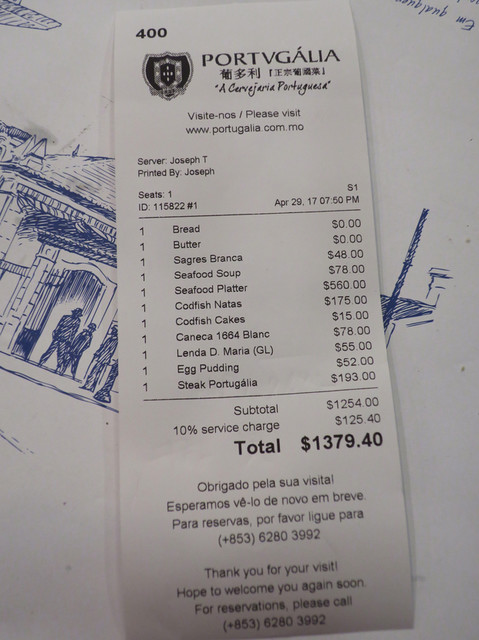 Em qualquer
400
PORTVGÁLIA
葡多利「正宗葡國菜」
"A Cervejaria Portuguesa"
Visite-nos / Please visit
www.portugalia.com.mo
Server: Joseph T
Printed By: Joseph
Seats: 1 S1
ID: 115822 #1 Apr 29, 17 07:50 PM
1 Bread $0.00
1 Butter $0.00
1 Sagres Branca $48.00
1 Seafood Soup $78.00
1 Seafood Platter $560.00
1 Codfish Natas $175.00
1 Codfish Cakes $15.00
1 Caneca 1664 Blanc $78.00
1 Lenda D. Maria (GL) $55.00
1 Egg Pudding $52.00
1 Steak Portugália $193.00
Subtotal $1254.00
10% service charge $125.40
Total $1379.40
Obrigado pela sua visita!
Esperamos vê-lo de novo em breve.
Para reservas, por favor ligue para
(+853) 6280 3992
Thank you for your visit!
Hope to welcome you again soon.
For reservations, please call
(+853) 6280 3992